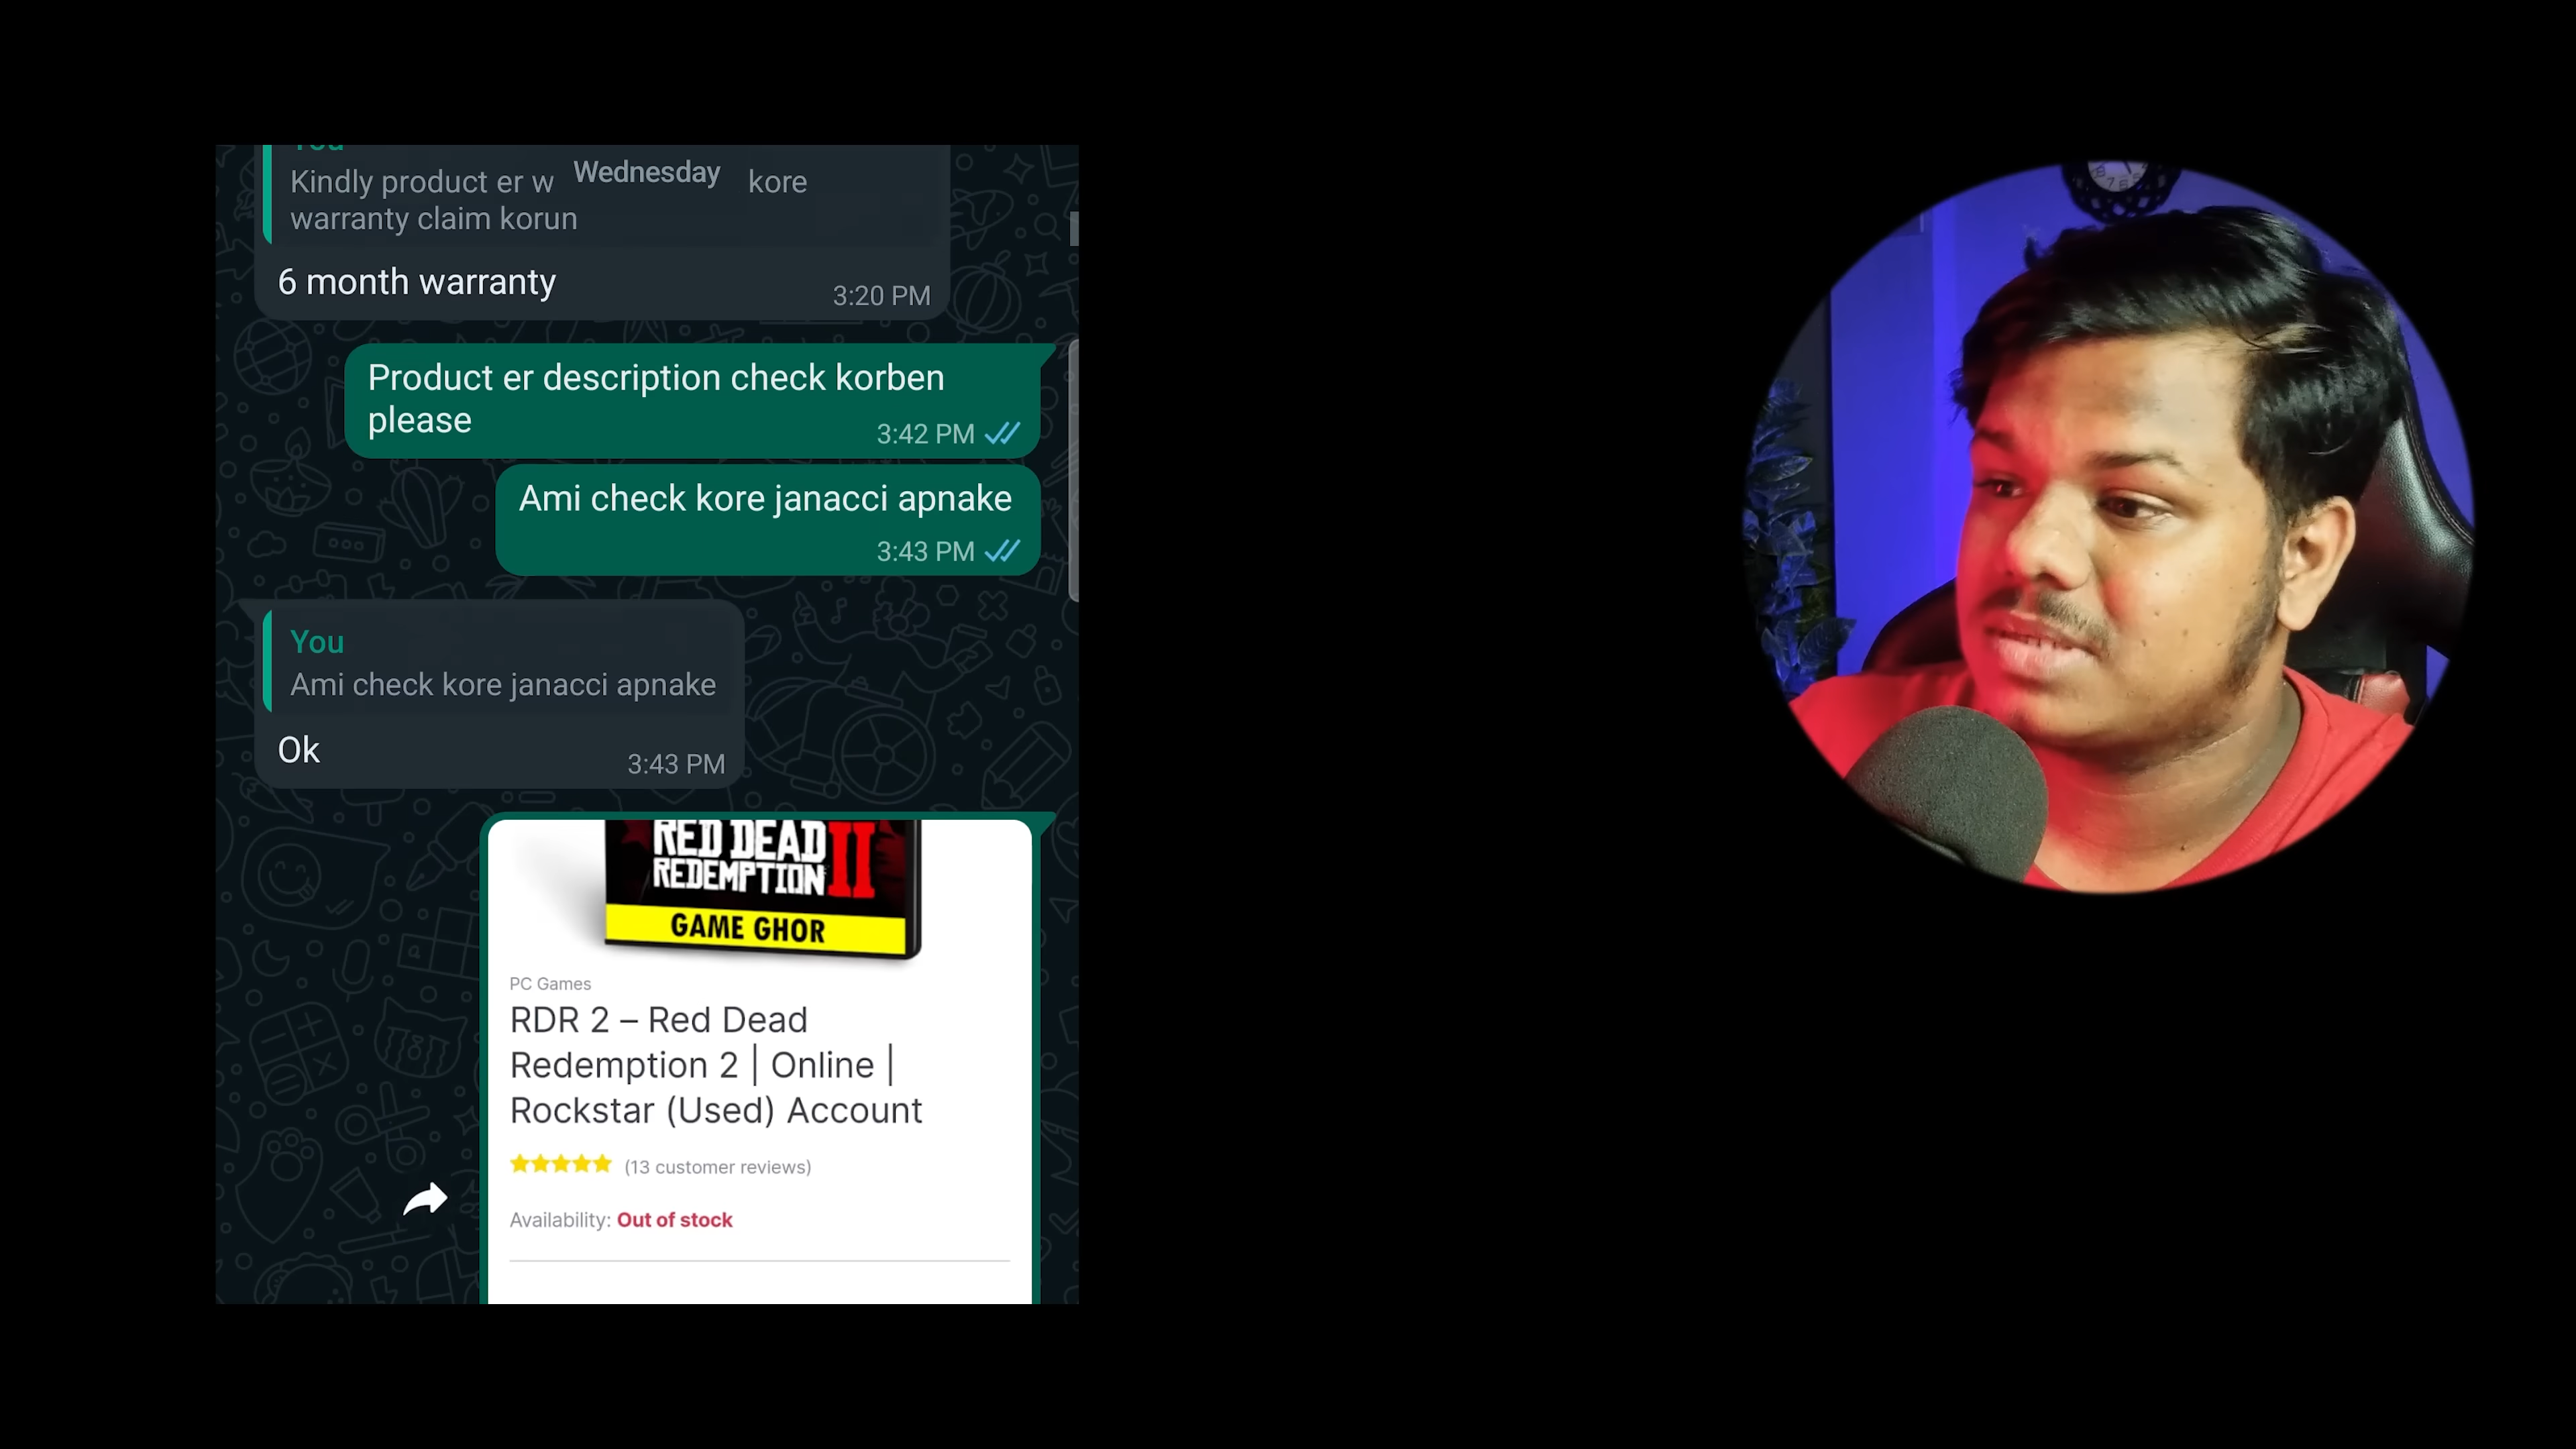 You
Kindly product er w
Wednesday
kore
warranty claim korun
6 month warranty
3:20 PM
Product er description check korben
please
3:42 PM
Ami check kore janacci apnake
3:43 PM
You
Ami check kore janacci apnake
Ok
3:43 PM
RED DEAD
REDEMPTION II
GAME GHOR
PC Games
RDR 2 – Red Dead
Redemption 2 | Online |
Rockstar (Used) Account
(13 customer reviews)
Availability: Out of stock